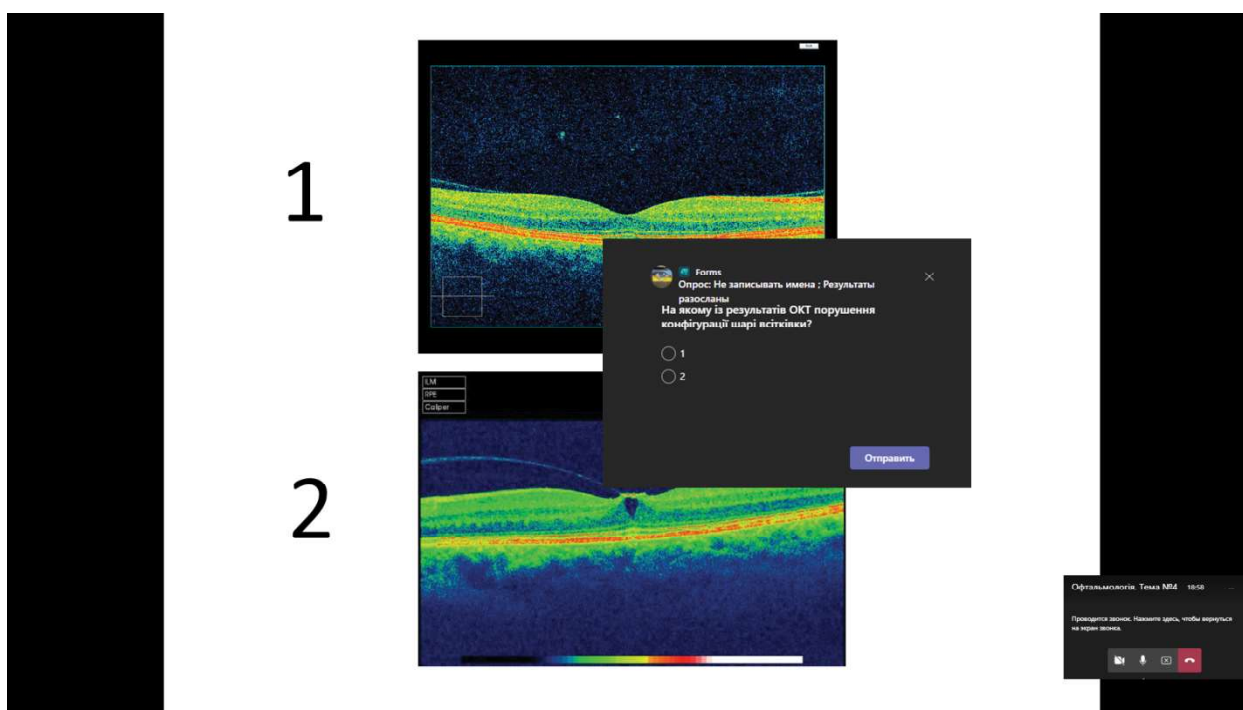 1
Forms
Опрос: Не записывать имена ; Результаты
разосланы
На якому із результатів ОКТ порушення
конфігурації шарі всітківки?
1
2
Отправить
ILM
RPE
Caliper
2
Офтальмологія. Тема №4 18:58
Проводится звонок. Нажмите здесь, чтобы вернуться
на экран звонка.